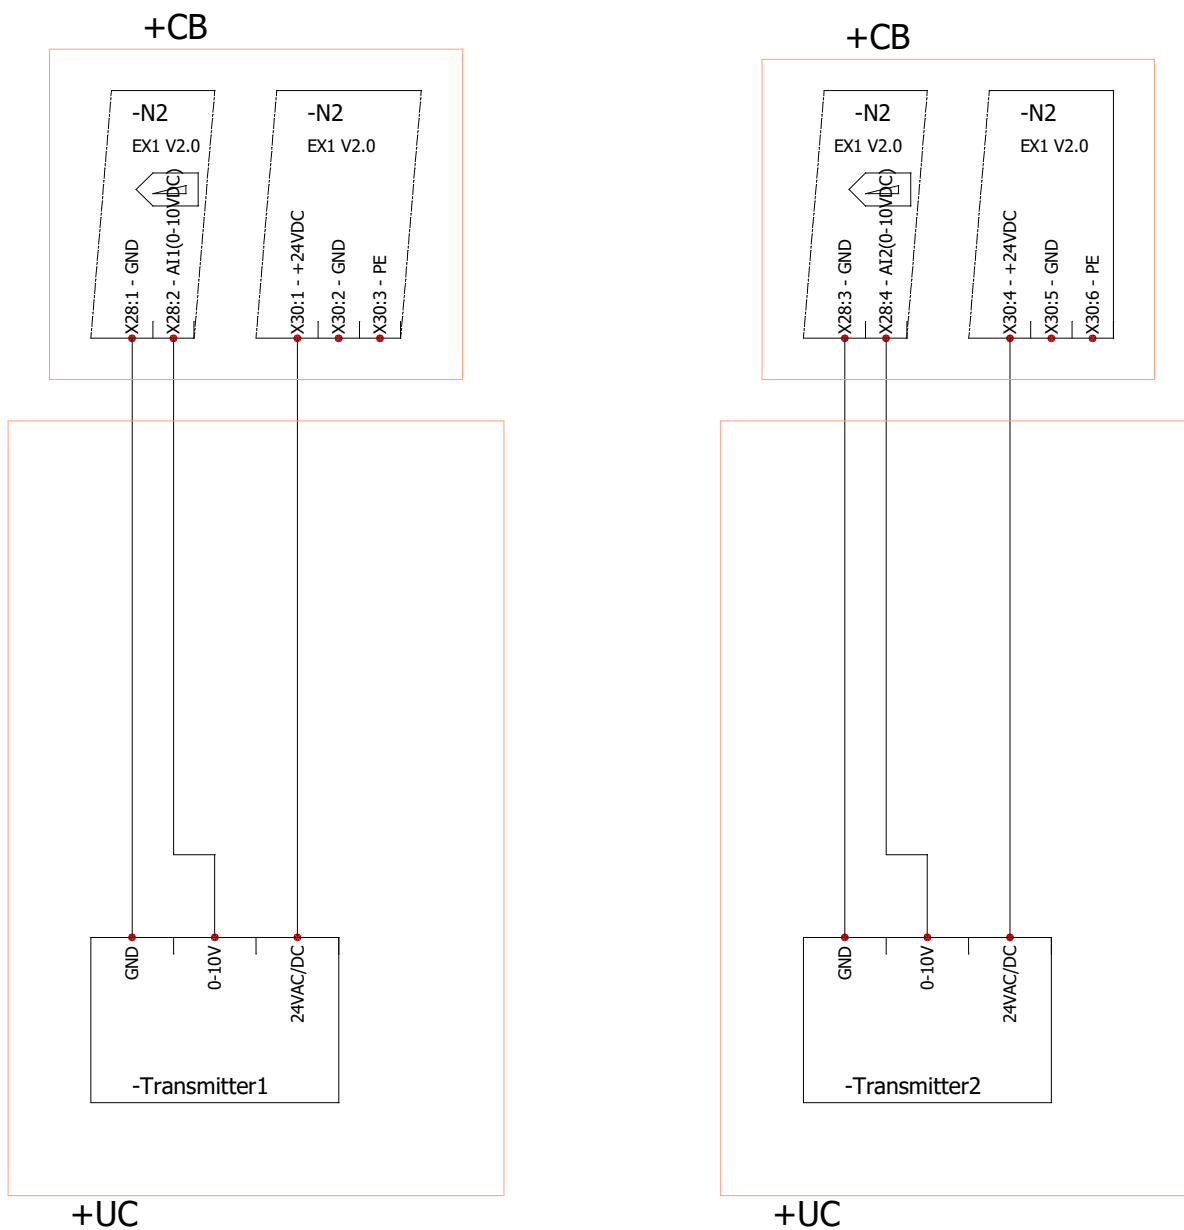 +CB
-N2
EX1 V2.0
X28:1 - GND
X28:2 - AI1(0-10VDC)
-N2
EX1 V2.0
X30:1 - +24VDC
X30:2 - GND
X30:3 - PE
GND
0-10V
24VAC/DC
-Transmitter1
+UC
+CB
-N2
EX1 V2.0
X28:3 - GND
X28:4 - AI2(0-10VDC)
-N2
EX1 V2.0
X30:4 - +24VDC
X30:5 - GND
X30:6 - PE
GND
0-10V
24VAC/DC
-Transmitter2
+UC